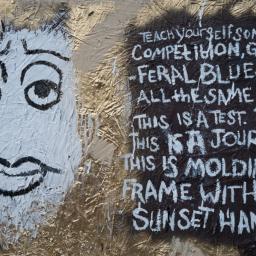 TEACH YOURSELF SON
COMPETITION, G
-FERAL BLUE
ALL THE SAME
THIS IS A TEST. T
THIS IS A JOUR
THIS IS MOLDI
FRAME WITH
SUNSET HAN